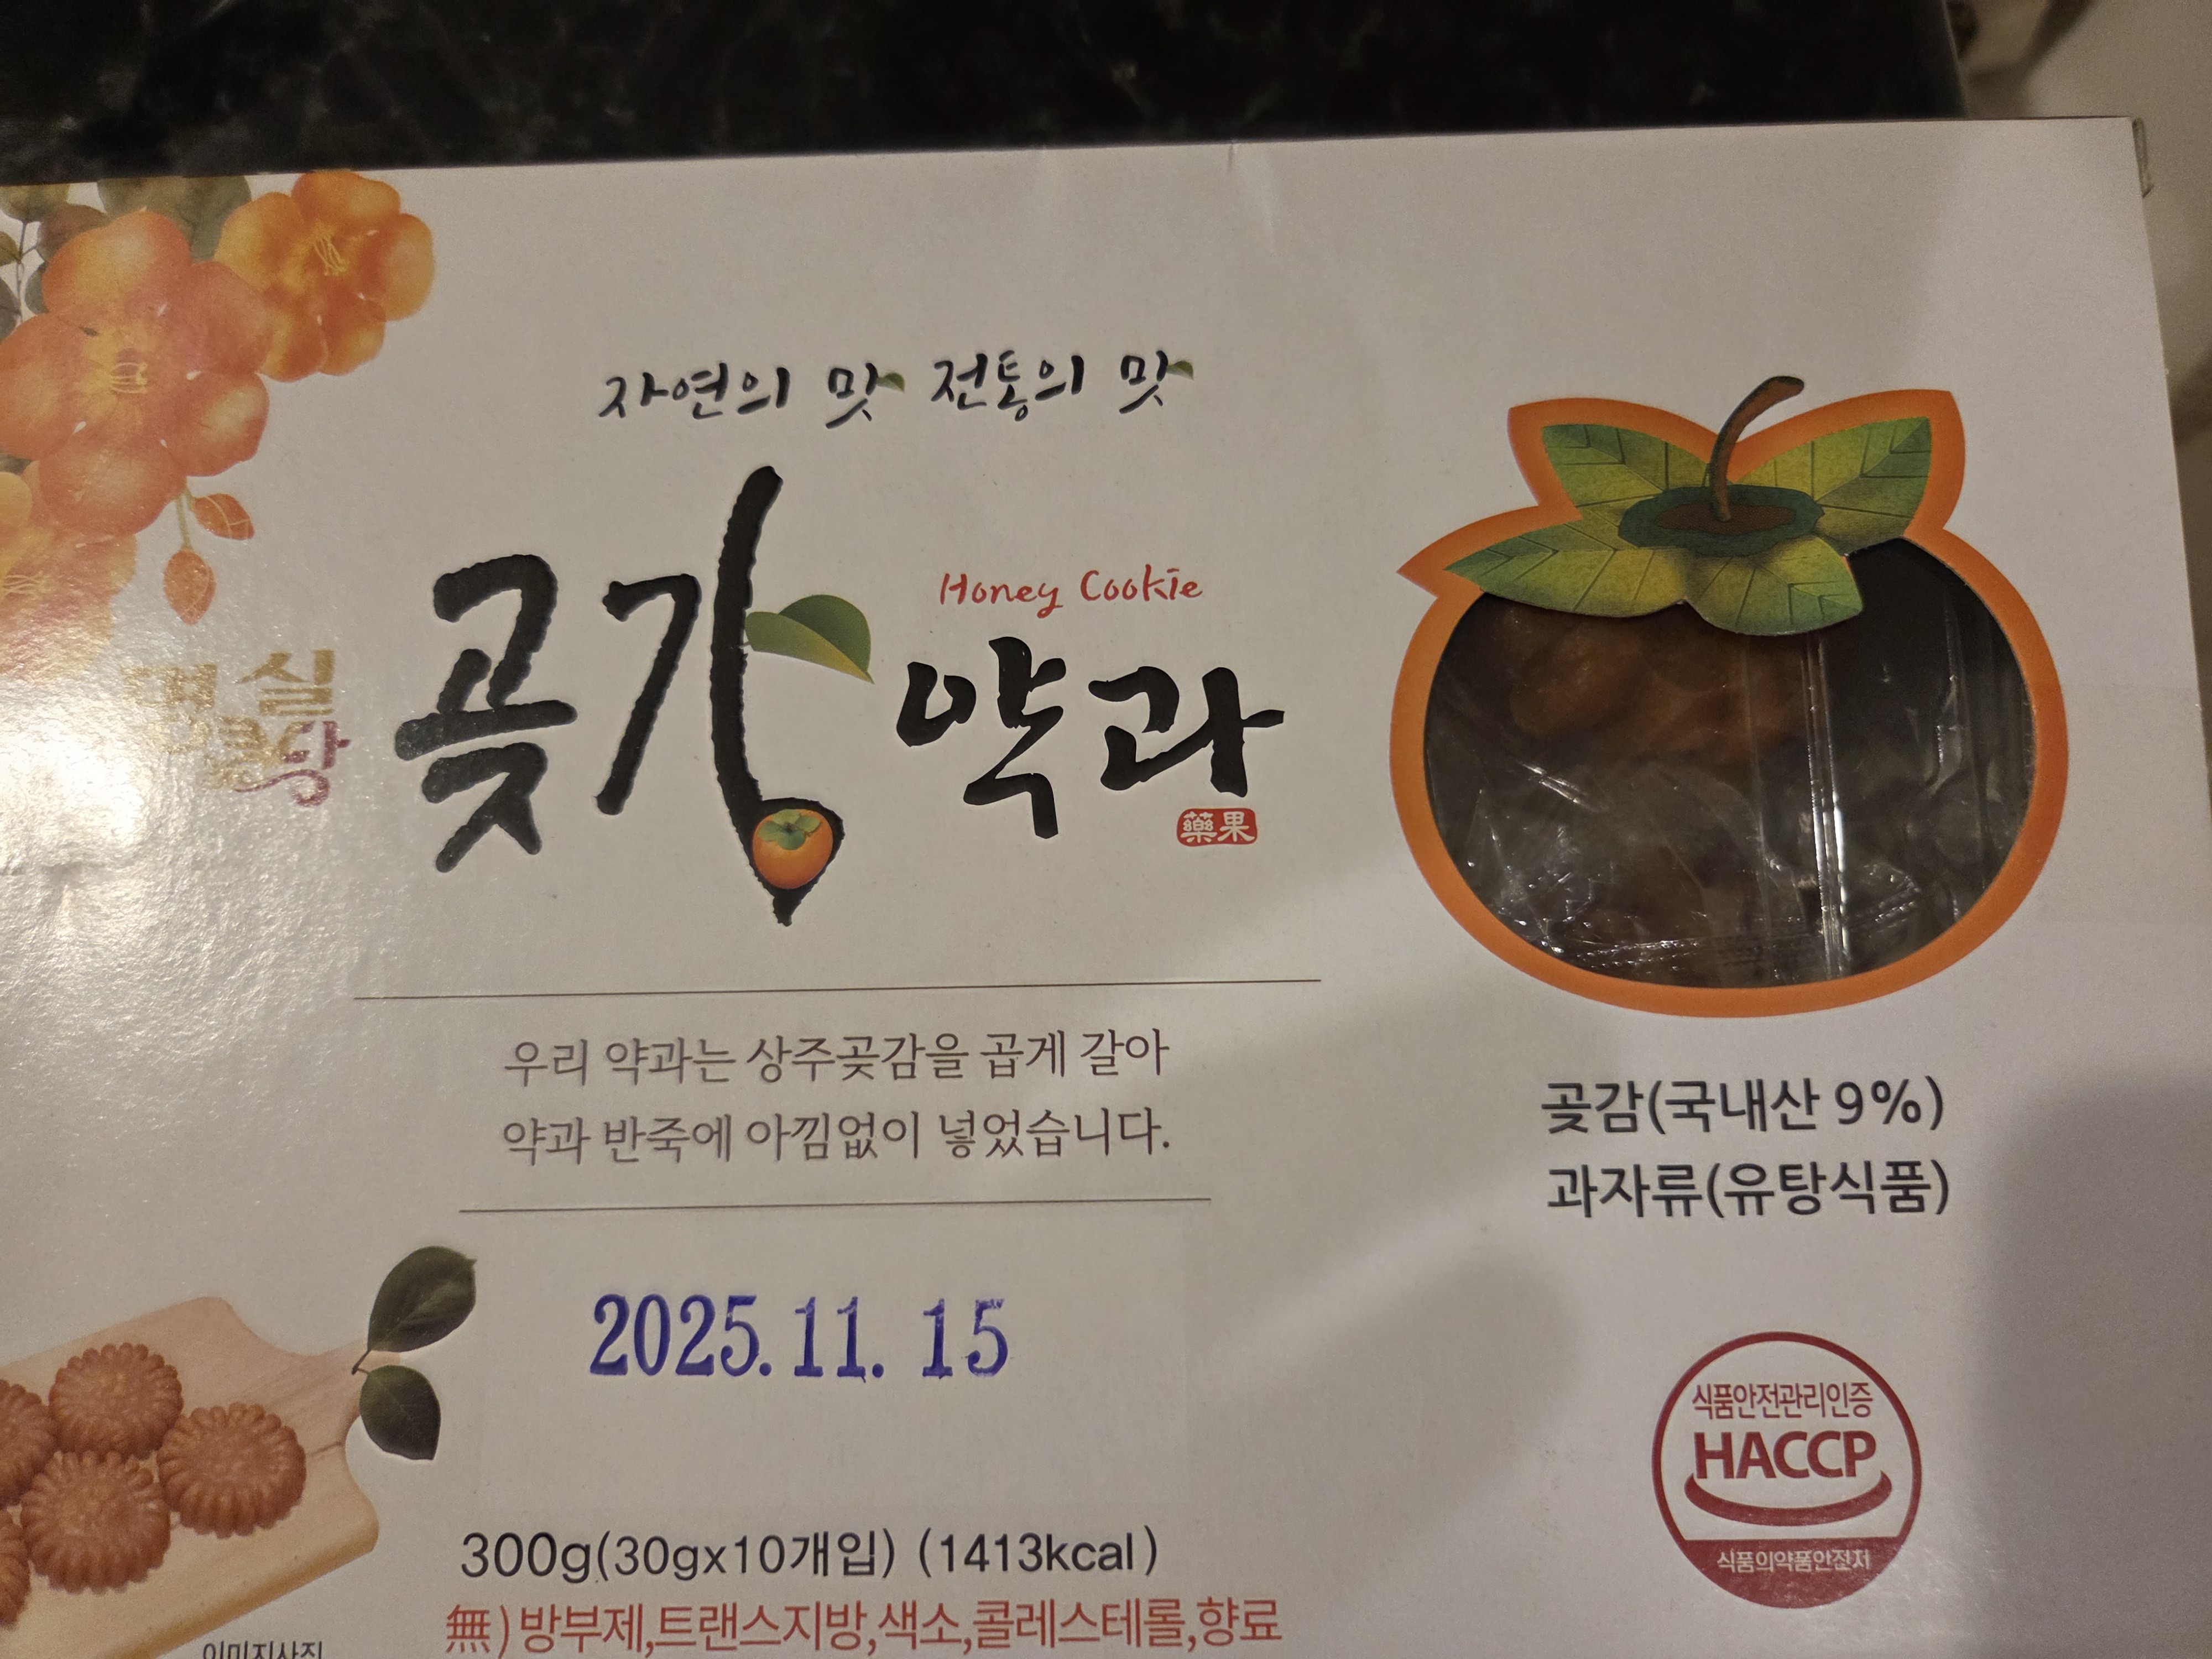 자연의 맛 전통의 맛
곶감
Honey Cookie
약과
藥果
우리 약과는 상주곶감을 곱게 갈아
약과 반죽에 아낌없이 넣었습니다.
곶감(국내산 9%)
과자류(유탕식품)
2025.11.15
식품안전관리인증
HACCP
식품의약품안전처
300g(30gx10개입) (1413kcal)
無)방부제,트랜스지방,색소,콜레스테롤,향료
이미지사진